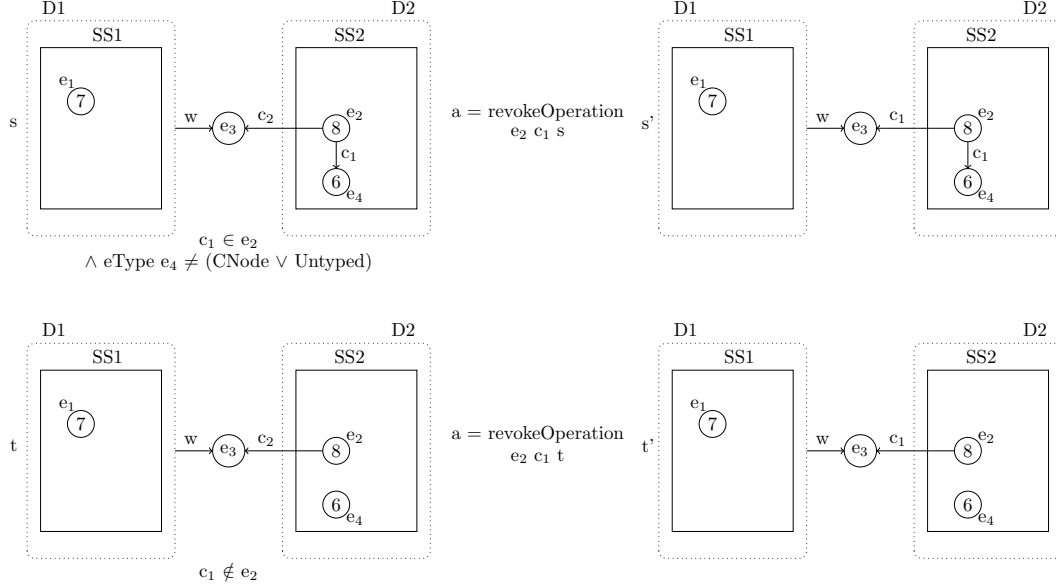 D1 D2 D1 D2
SS1 SS2 SS1 SS2
e1 7 e1 7
s w e3 c2 8 e2 a = revokeOperation s' w e3 c1 8 e2
e2 c1 s
c1 c1
6 e4 6 e4
c1 ∈ e2
∧ eType e4 ≠ (CNode ∨ Untyped)
D1 D2 D1 D2
SS1 SS2 SS1 SS2
e1 7 e1 7
t w e3 c2 8 e2 a = revokeOperation t' w e3 c1 8 e2
e2 c1 t
6 e4 6 e4
c1 ∉ e2